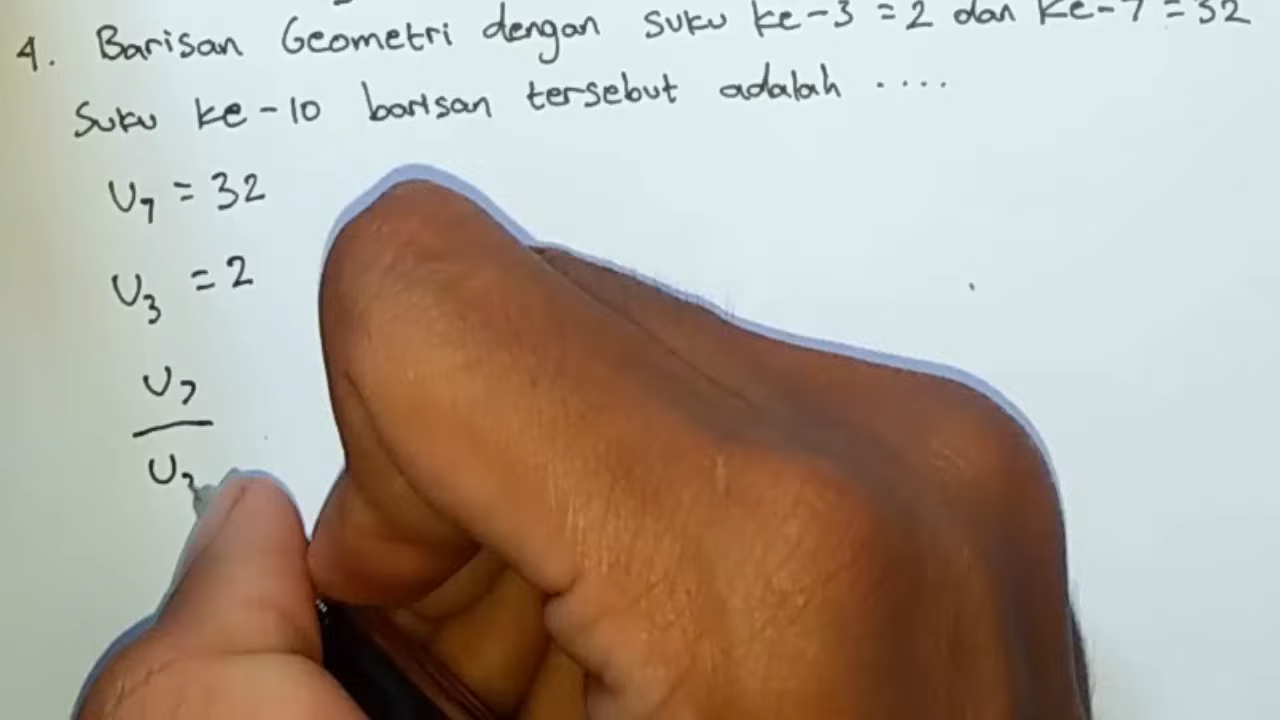 4. Barisan Geometri dengan suku ke-3 = 2 dan ke-7 = 32
Suku ke-10 barisan tersebut adalah ....
U7 = 32
U3 = 2
U7
U3